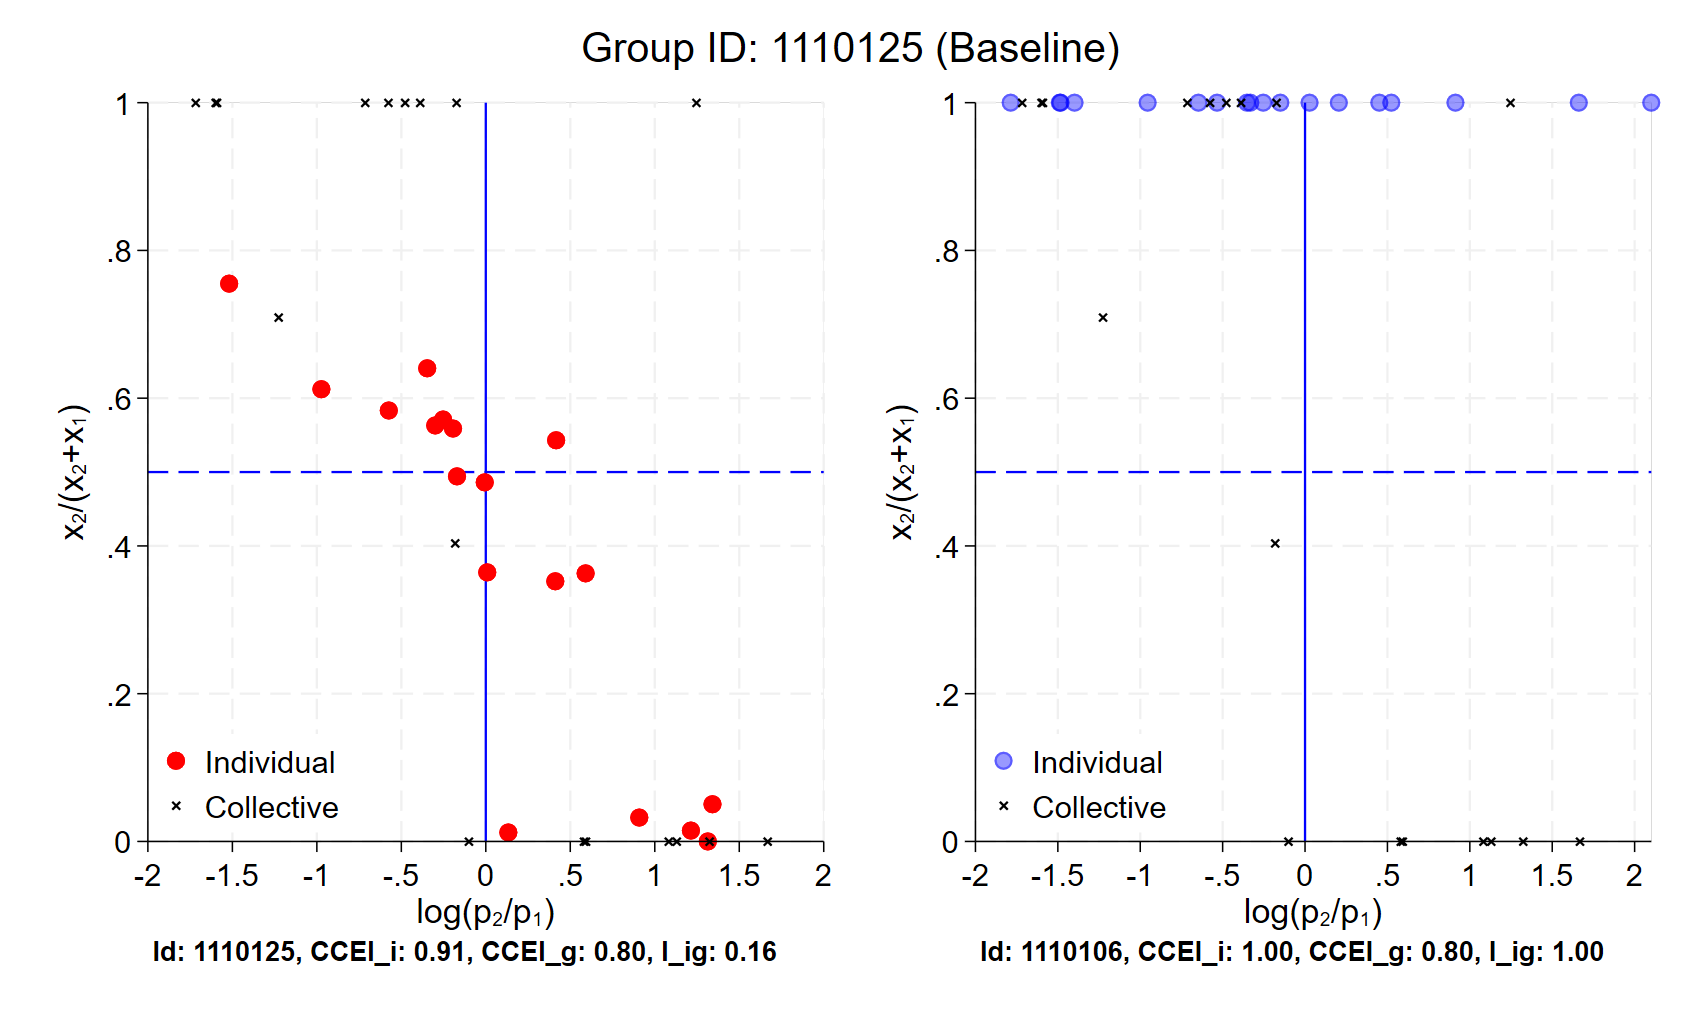 Group ID: 1110125 (Baseline)
1
.8
.6
.4
.2
0
x₂/(x₂+x₁)
Individual
Collective
-2 -1.5 -1 -.5 0 .5 1 1.5 2
log(p₂/p₁)
Id: 1110125, CCEI_i: 0.91, CCEI_g: 0.80, I_ig: 0.16
1
.8
.6
.4
.2
0
x₂/(x₂+x₁)
Individual
Collective
-2 -1.5 -1 -.5 0 .5 1 1.5 2
log(p₂/p₁)
Id: 1110106, CCEI_i: 1.00, CCEI_g: 0.80, I_ig: 1.00